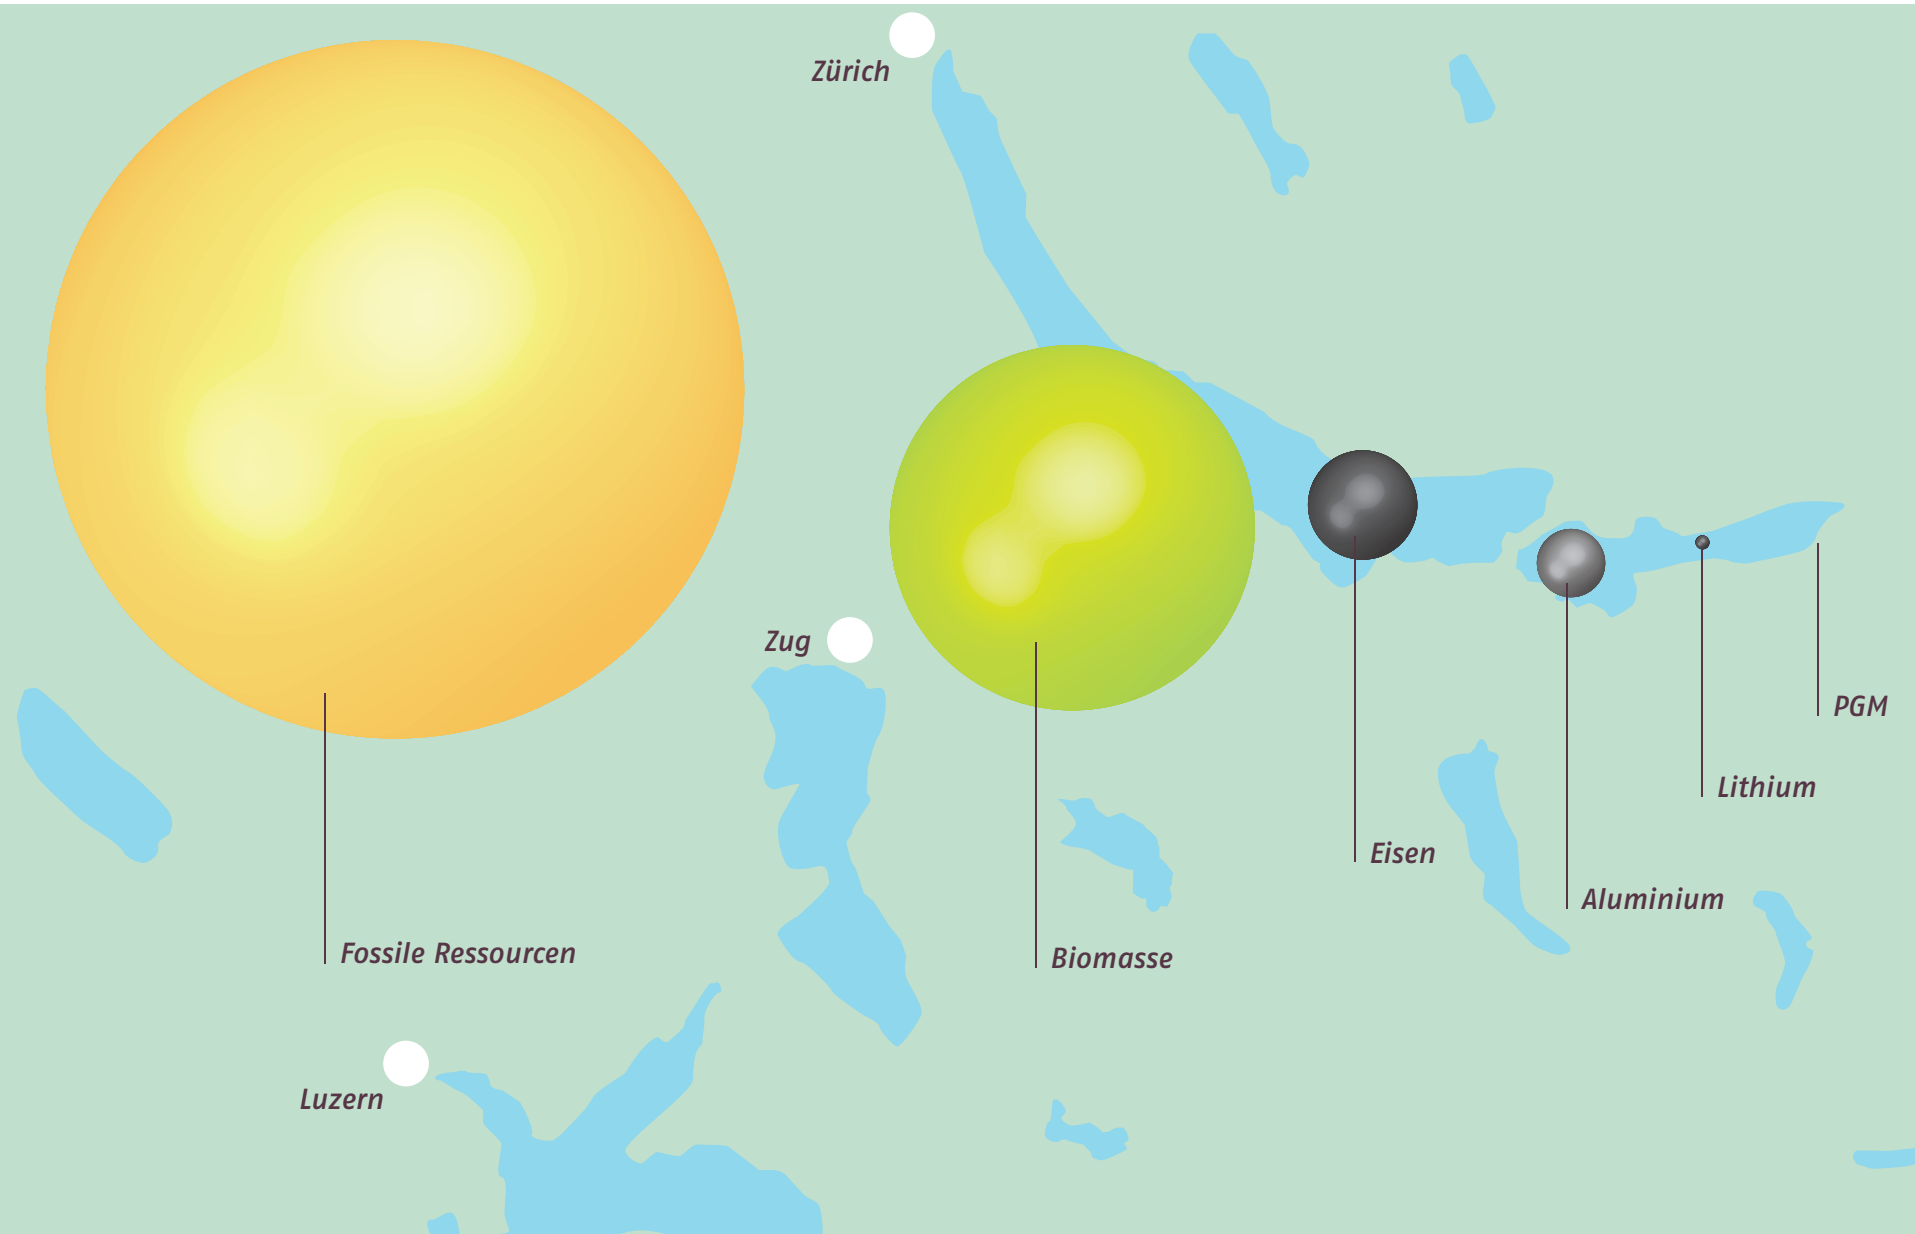 Zürich
Zug
PGM
Lithium
Eisen
Aluminium
Fossile Ressourcen
Biomasse
Luzern